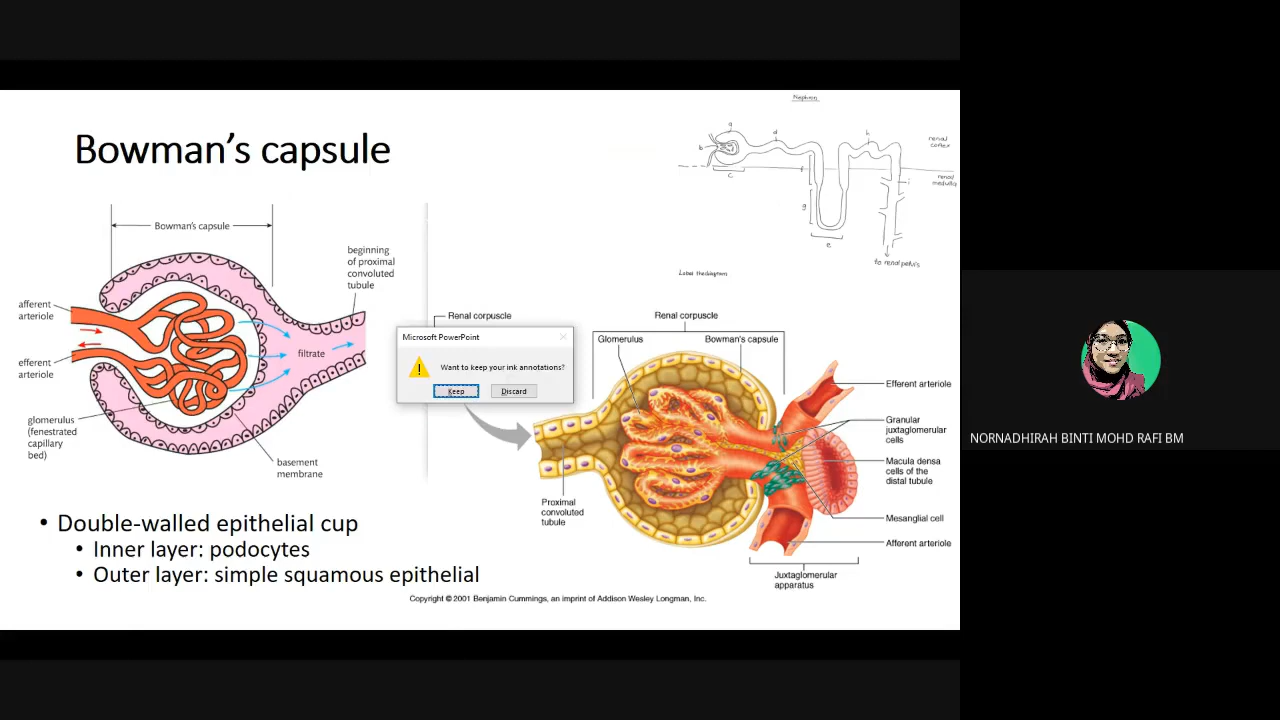 Nephron
Bowman's capsule
a
b
c
d
h
g
e
i
renal
cortex
renal
medulla
to renal pelvis
Label the diagram
Bowman's capsule
beginning
of proximal
convoluted
tubule
afferent
arteriole
efferent
arteriole
filtrate
glomerulus
(fenestrated
capillary
bed)
basement
membrane
Renal corpuscle
Microsoft PowerPoint
Want to keep your ink annotations?
Keep
Discard
Renal corpuscle
Glomerulus
Bowman's capsule
Efferent arteriole
Granular
juxtaglomerular
cells
Macula densa
cells of the
distal tubule
Mesangial cell
Afferent arteriole
Proximal
convoluted
tubule
Juxtaglomerular
apparatus
• Double-walled epithelial cup
• Inner layer: podocytes
• Outer layer: simple squamous epithelial
Copyright © 2001 Benjamin Cummings, an imprint of Addison Wesley Longman, Inc.
NORNADHIRAH BINTI MOHD RAFI BM